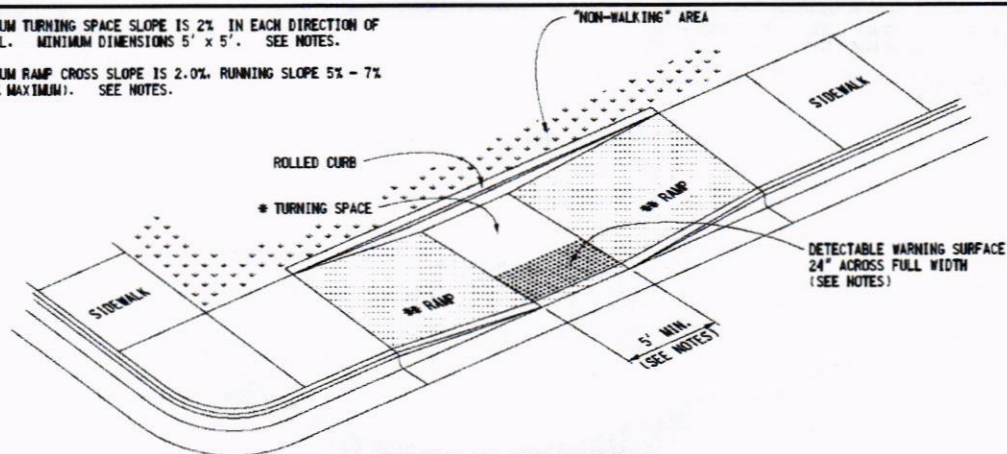 UM TURNING SPACE SLOPE IS 2% IN EACH DIRECTION OF
L. MINIMUM DIMENSIONS 5' x 5'. SEE NOTES.
UM RAMP CROSS SLOPE IS 2.0%. RUNNING SLOPE 5% - 7%
MAXIMUM). SEE NOTES.
"NON-WALKING" AREA
SIDEWALK
ROLLED CURB
** RAMP
* TURNING SPACE
DETECTABLE WARNING SURFACE
24" ACROSS FULL WIDTH
(SEE NOTES)
SIDEWALK
** RAMP
5' MIN.
(SEE NOTES)